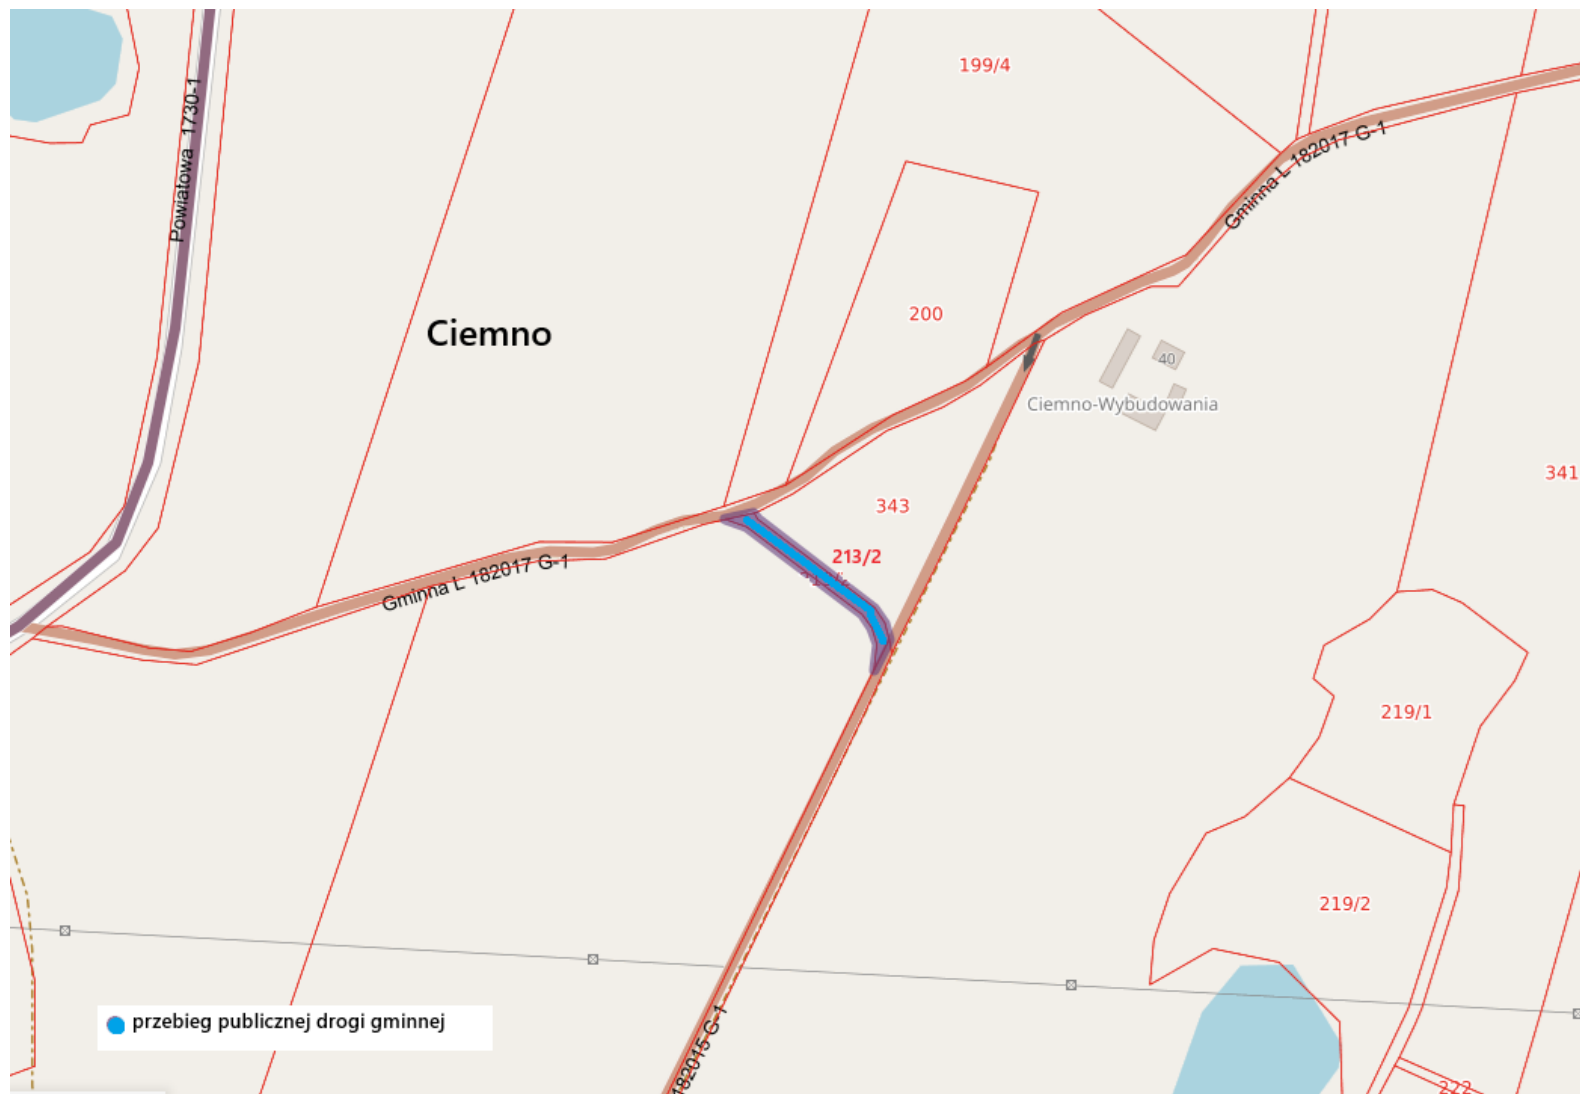 199/4
Powiatowa 1730-1
Gminna L 182017 G-1
200
Ciemno
40
Ciemno-Wybudowania
341
343
213/2
Gminna L 182017 G-1
219/1
219/2
przebieg publicznej drogi gminnej
182015 G-1
222